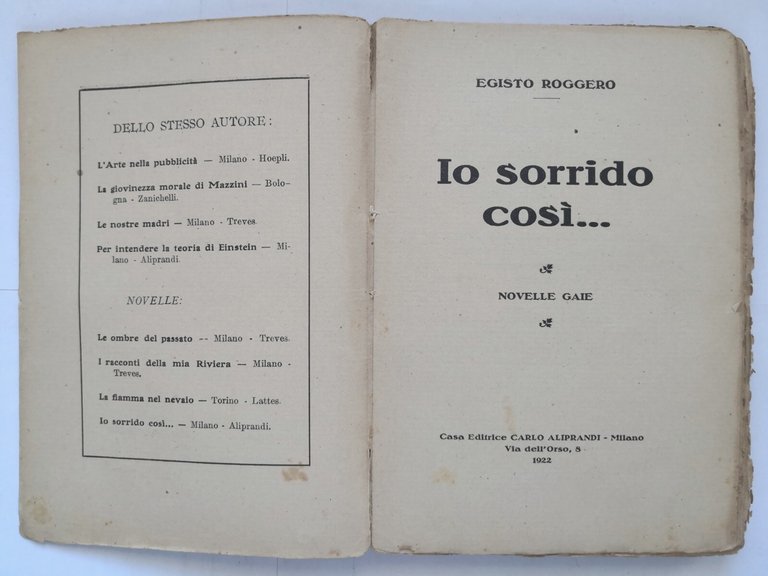 DELLO STESSO AUTORE:
L'Arte nella pubblicità — Milano - Hoepli.
La giovinezza morale di Mazzini — Bolo-
gna - Zanichelli.
Le nostre madri — Milano - Treves.
Per intendere la teoria di Einstein — Mi-
lano - Aliprandi.
NOVELLE:
Le ombre del passato -- Milano - Treves.
I racconti della mia Riviera — Milano -
Treves.
La fiamma nel nevaio — Torino - Lattes.
Io sorrido così... — Milano - Aliprandi.
EGISTO ROGGERO
Io sorrido
così...
NOVELLE GAIE
Casa Editrice CARLO ALIPRANDI - Milano
Via dell'Orso, 8
1922